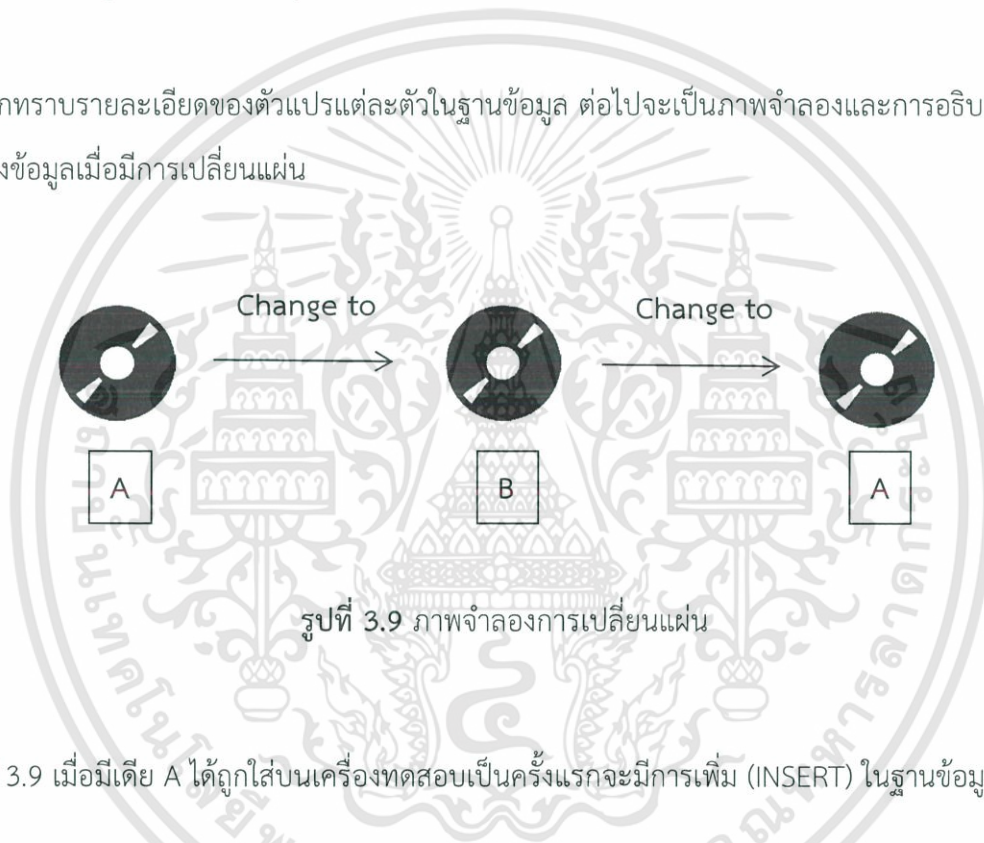 กทราบรายละเอียดของตัวแปรแต่ละตัวในฐานข้อมูล ต่อไปจะเป็นภาพจำลองและการอธิบ
งข้อมูลเมื่อมีการเปลี่ยนแผ่น
Change to Change to
A B A
รูปที่ 3.9 ภาพจำลองการเปลี่ยนแผ่น
3.9 เมื่อมีเดีย A ได้ถูกใส่บนเครื่องทดสอบเป็นครั้งแรกจะมีการเพิ่ม (INSERT) ในฐานข้อมู